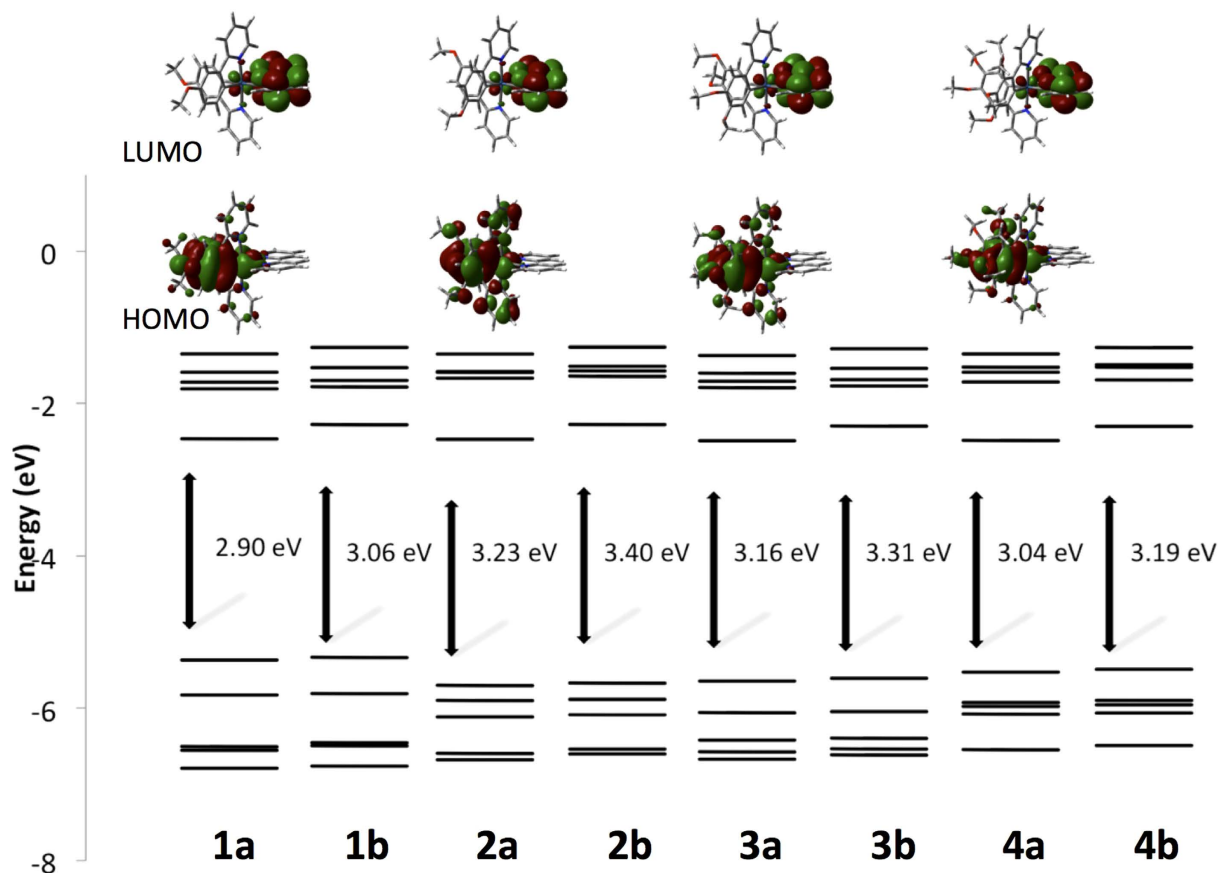 LUMO
0
HOMO
-2
Energy (eV)
-4
2.90 eV
3.06 eV
3.23 eV
3.40 eV
3.16 eV
3.31 eV
3.04 eV
3.19 eV
-6
-8
1a
1b
2a
2b
3a
3b
4a
4b